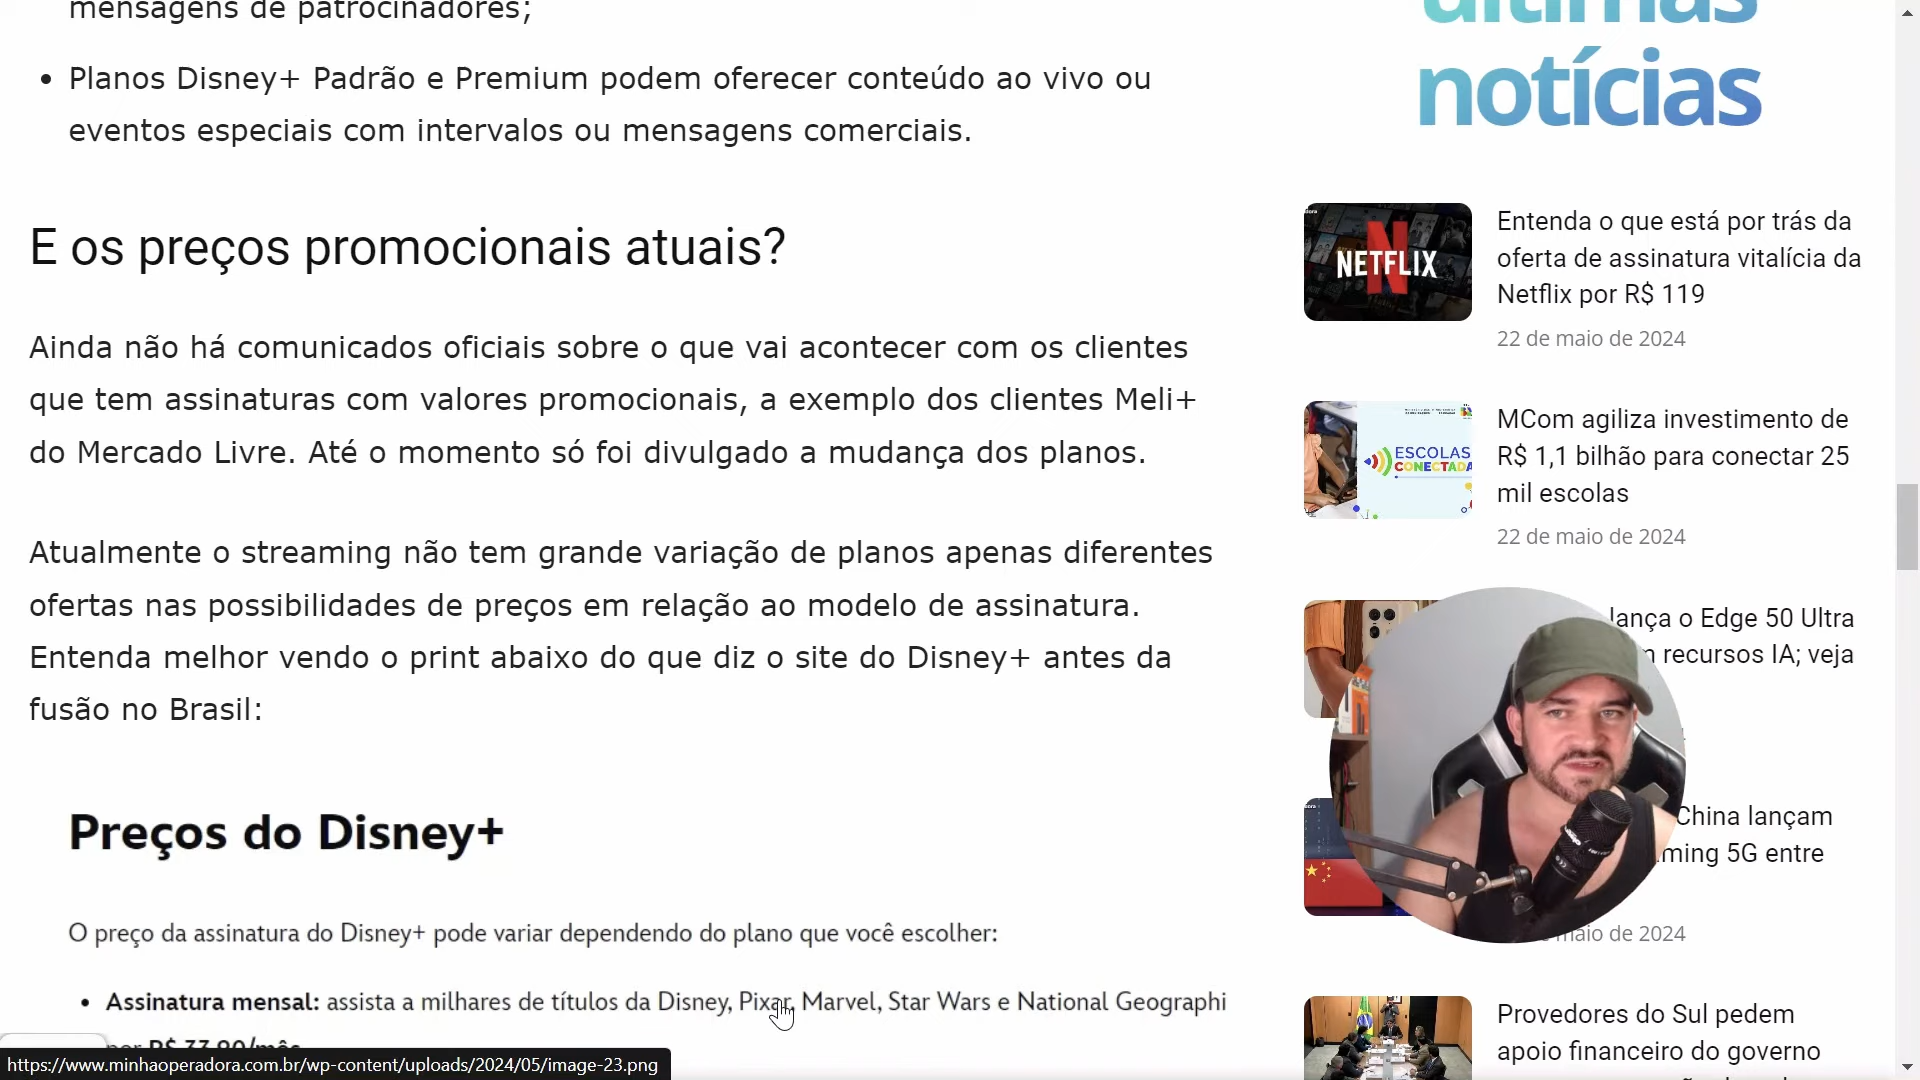 mensagens de patrocinadores;
• Planos Disney+ Padrão e Premium podem oferecer conteúdo ao vivo ou
eventos especiais com intervalos ou mensagens comerciais.
E os preços promocionais atuais?
Ainda não há comunicados oficiais sobre o que vai acontecer com os clientes
que tem assinaturas com valores promocionais, a exemplo dos clientes Meli+
do Mercado Livre. Até o momento só foi divulgado a mudança dos planos.
Atualmente o streaming não tem grande variação de planos apenas diferentes
ofertas nas possibilidades de preços em relação ao modelo de assinatura.
Entenda melhor vendo o print abaixo do que diz o site do Disney+ antes da
fusão no Brasil:
Preços do Disney+
O preço da assinatura do Disney+ pode variar dependendo do plano que você escolher:
• Assinatura mensal: assista a milhares de títulos da Disney, Pixar, Marvel, Star Wars e National Geographi
por R$ 33,90/mês
https://www.minhaoperadora.com.br/wp-content/uploads/2024/05/image-23.png
últimas
notícias
NETFLIX
Entenda o que está por trás da
oferta de assinatura vitalícia da
Netflix por R$ 119
22 de maio de 2024
ESCOLAS
CONECTADA
MCom agiliza investimento de
R$ 1,1 bilhão para conectar 25
mil escolas
22 de maio de 2024
lança o Edge 50 Ultra
recursos IA; veja
China lançam
ming 5G entre
maio de 2024
Provedores do Sul pedem
apoio financeiro do governo